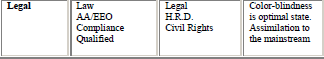 Legal
Law
AA/EEO
Compliance
Qualified
Legal
H.R.D.
Civil Rights
Color-blindness
is optimal state.
Assimilation to
the mainstream